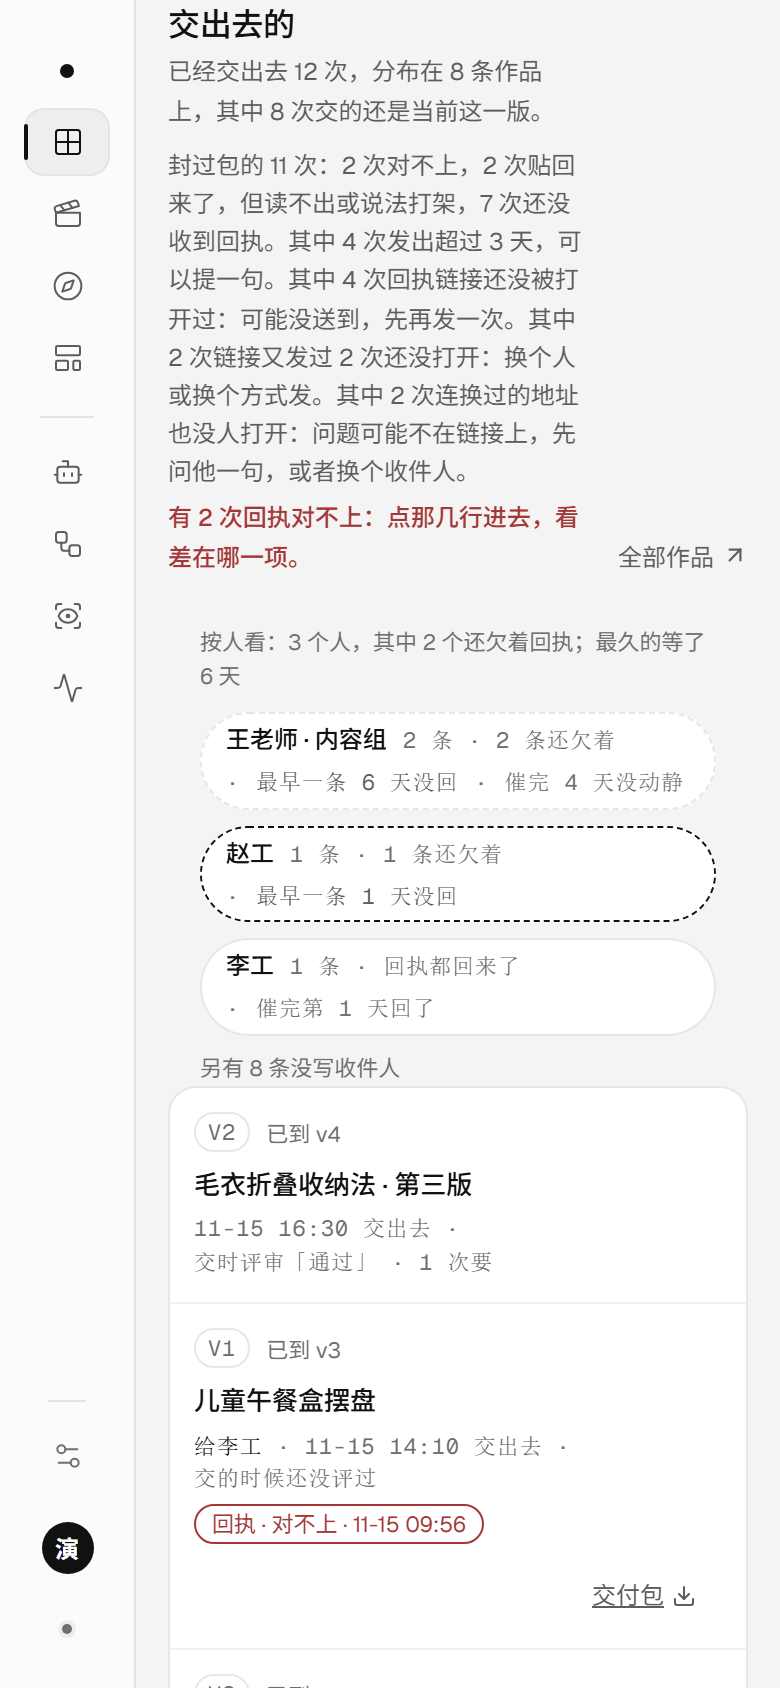 交出去的
已经交出去 12 次，分布在 8 条作品
上，其中 8 次交的还是当前这一版。
封过包的 11 次：2 次对不上，2 次贴回
来了，但读不出或说法打架，7 次还没
收到回执。其中 4 次发出超过 3 天，可
以提一句。其中 4 次回执链接还没被打
开过：可能没送到，先再发一次。其中
2 次链接又发过 2 次还没打开：换个人
或换个方式发。其中 2 次连换过的地址
也没人打开：问题可能不在链接上，先
问他一句，或者换个收件人。
有 2 次回执对不上：点那几行进去，看
差在哪一项。
全部作品
按人看：3 个人，其中 2 个还欠着回执；最久的等了
6 天
王老师 · 内容组 2 条 · 2 条还欠着
· 最早一条 6 天没回 · 催完 4 天没动静
赵工 1 条 · 1 条还欠着
· 最早一条 1 天没回
李工 1 条 · 回执都回来了
· 催完第 1 天回了
另有 8 条没写收件人
V2 已到 v4
毛衣折叠收纳法 · 第三版
11-15 16:30 交出去 ·
交时评审「通过」 · 1 次要
V1 已到 v3
儿童午餐盒摆盘
给李工 · 11-15 14:10 交出去 ·
交的时候还没评过
回执 · 对不上 · 11-15 09:56
交付包
演